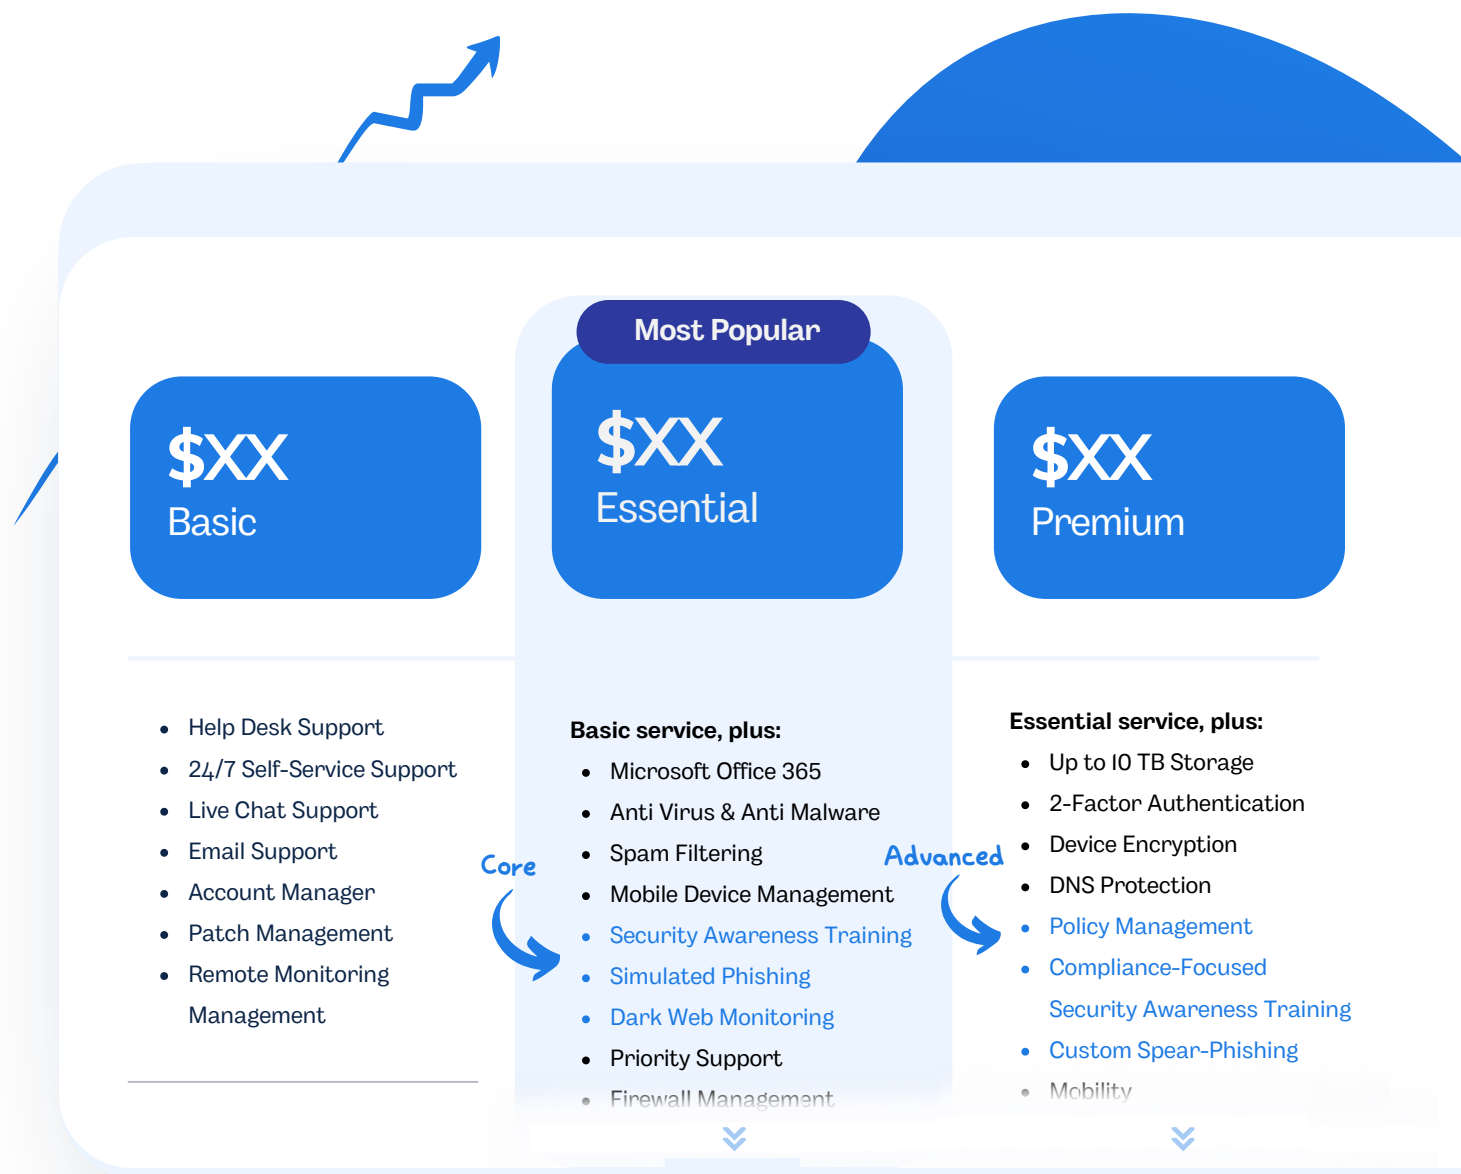 Most Popular
$XX
Basic
$XX
Essential
$XX
Premium
Help Desk Support
24/7 Self-Service Support
Live Chat Support
Email Support
Account Manager
Patch Management
Remote Monitoring
Management
Core
Basic service, plus:
Microsoft Office 365
Anti Virus & Anti Malware
Spam Filtering
Mobile Device Management
Security Awareness Training
Simulated Phishing
Dark Web Monitoring
Priority Support
Firewall Management
Advanced
Essential service, plus:
Up to 10 TB Storage
2-Factor Authentication
Device Encryption
DNS Protection
Policy Management
Compliance-Focused
Security Awareness Training
Custom Spear-Phishing
Mobility